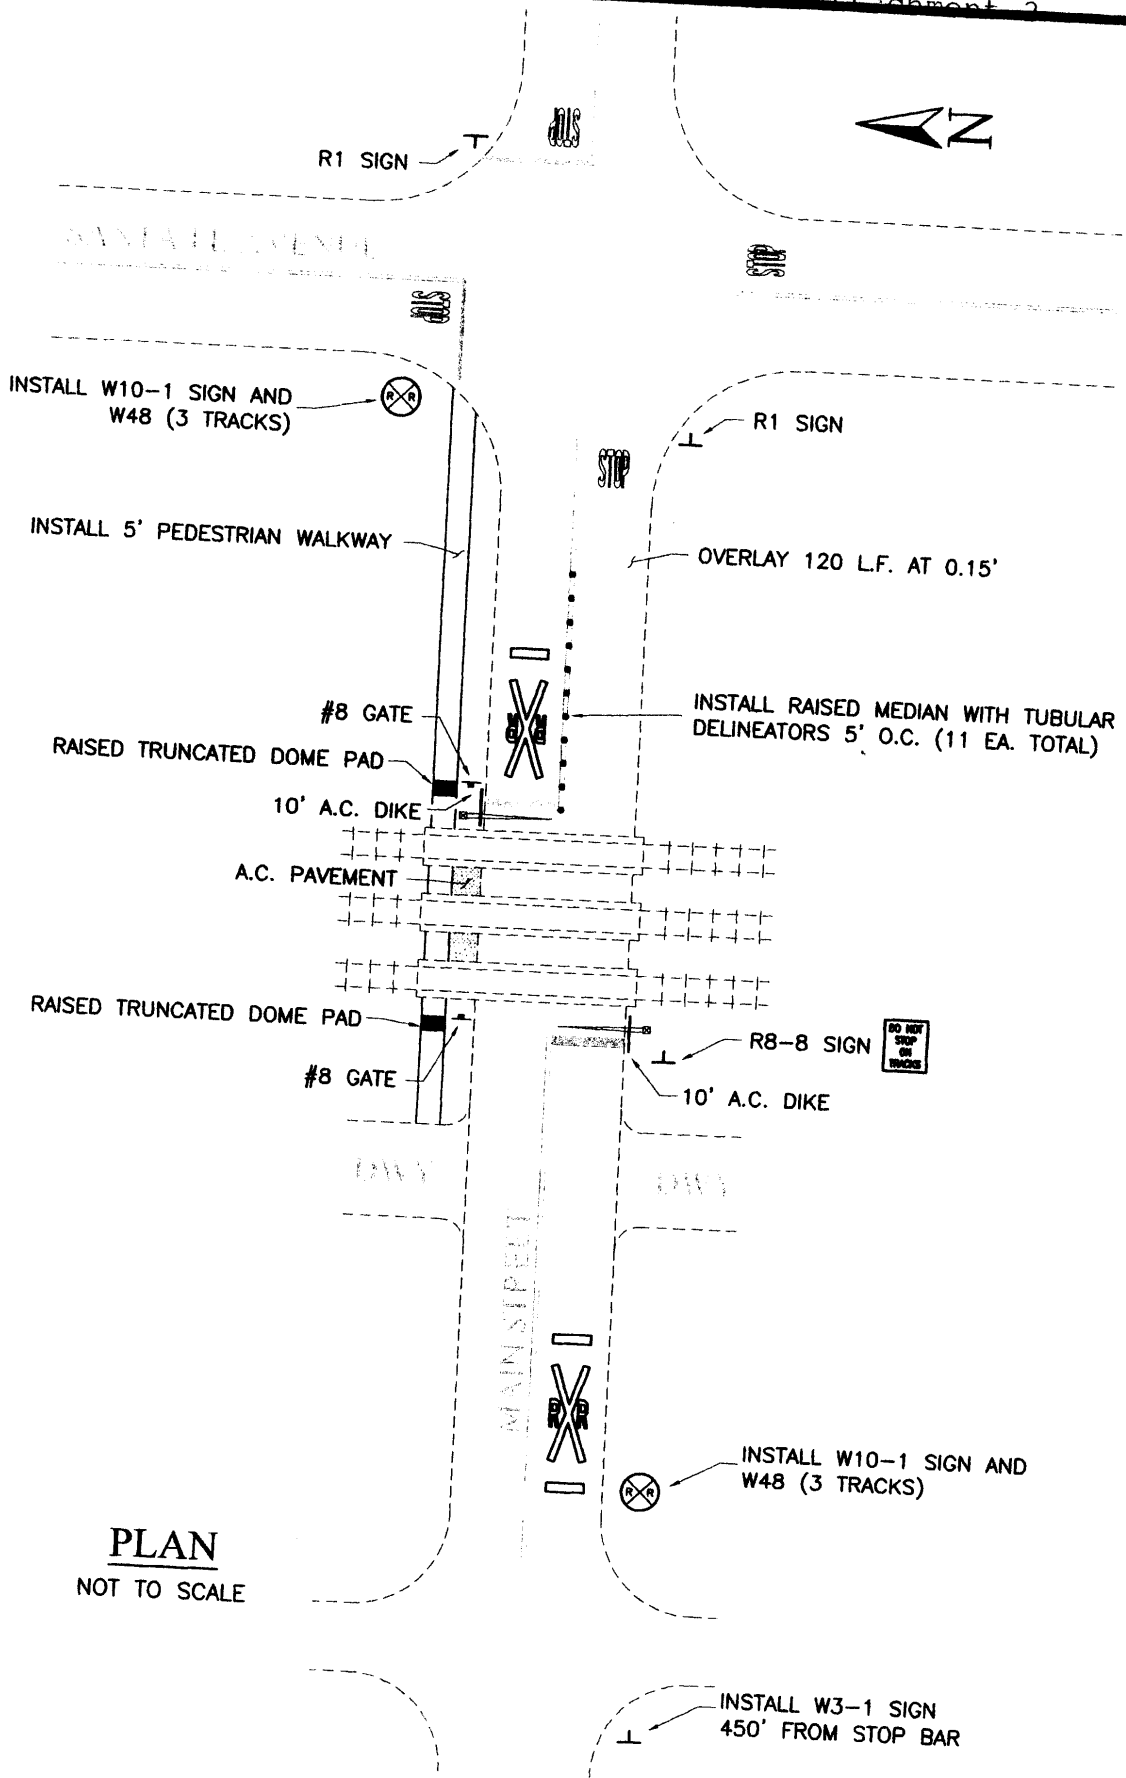 N
STOP
R1 SIGN
SANTA FE AVENUE
STOP
STOP
INSTALL W10-1 SIGN AND
W48 (3 TRACKS)
R R
R1 SIGN
STOP
INSTALL 5' PEDESTRIAN WALKWAY
OVERLAY 120 L.F. AT 0.15'
#8 GATE
R R
INSTALL RAISED MEDIAN WITH TUBULAR
DELINEATORS 5' O.C. (11 EA. TOTAL)
RAISED TRUNCATED DOME PAD
10' A.C. DIKE
A.C. PAVEMENT
RAISED TRUNCATED DOME PAD
R8-8 SIGN
DO NOT
STOP
ON
TRACKS
#8 GATE
10' A.C. DIKE
DWY
DWY
MAIN STREET
R R
INSTALL W10-1 SIGN AND
W48 (3 TRACKS)
R R
PLAN
NOT TO SCALE
INSTALL W3-1 SIGN
450' FROM STOP BAR